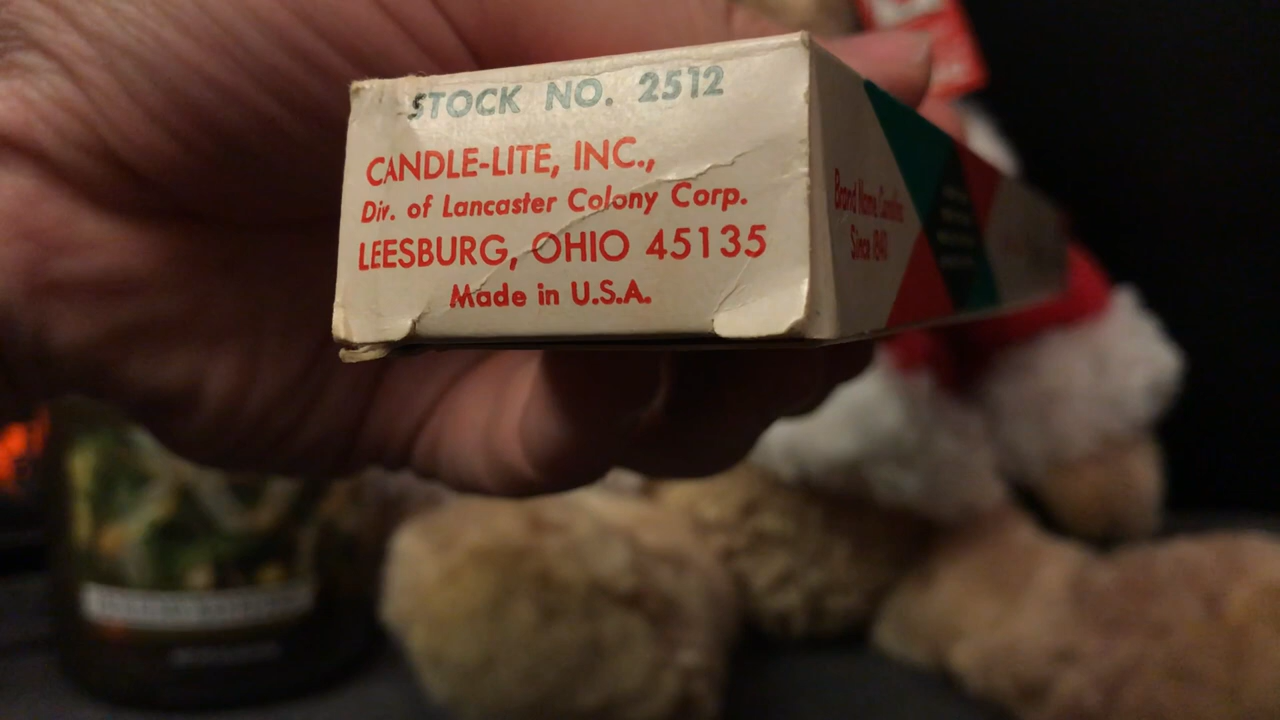 STOCK NO. 2512
CANDLE-LITE, INC.,
Div. of Lancaster Colony Corp.
LEESBURG, OHIO 45135
Made in U.S.A.
Brand Name Candles
Since 1840